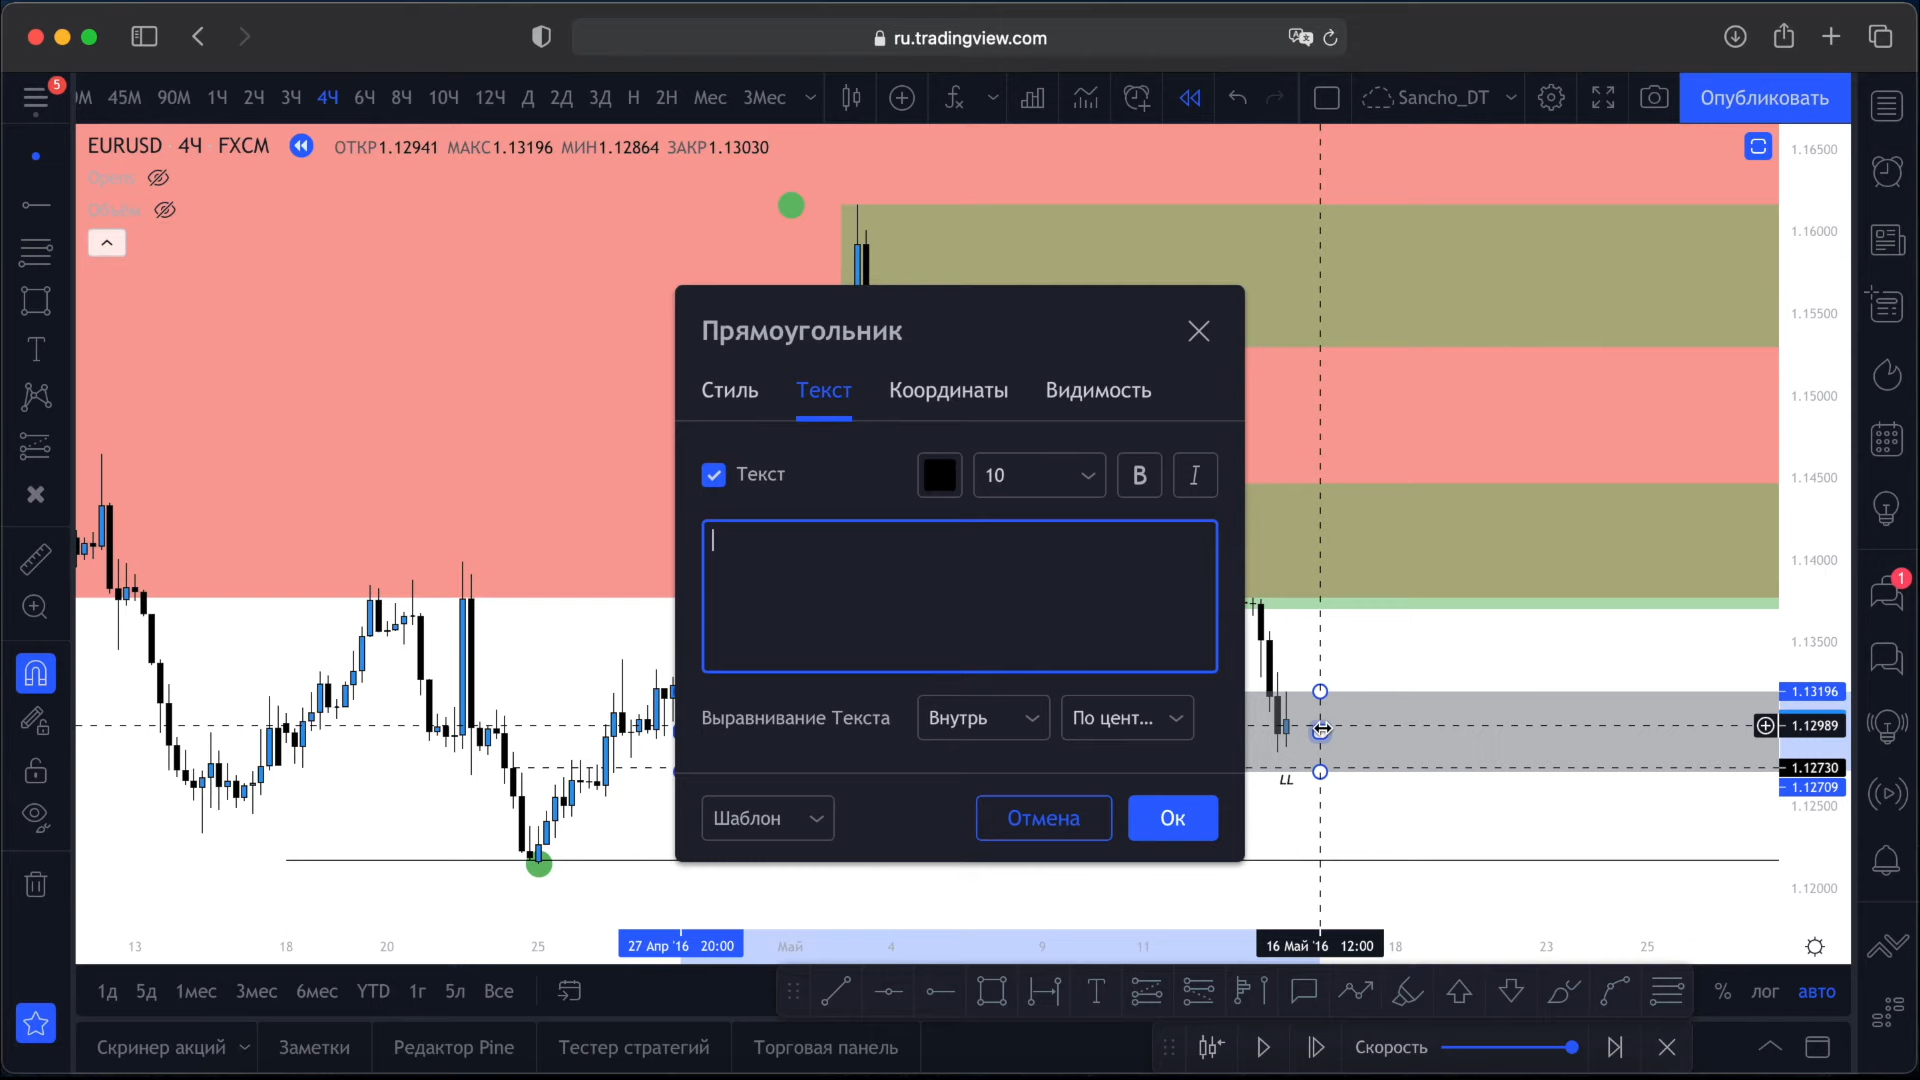 ru.tradingview.com
5
45М 90М 1Ч 2Ч 3Ч 4Ч 6Ч 8Ч 10Ч 12Ч Д 2Д 3Д Н 2Н Мес 3Мес
Sancho_DT
Опубликовать
EURUSD 4Ч FXCM ОТКР1.12941 МАКС1.13196 МИН1.12864 ЗАКР1.13030
Объём
1.16500
1.16000
1.15500
1.15000
1.14500
1.14000
1.13500
1.13196
1.12989
1.12730
1.12709
1.12500
1.12000
1
Прямоугольник
Стиль Текст Координаты Видимость
Текст 10 B I
Выравнивание Текста Внутрь По цент...
Шаблон Отмена Ок
LL
13 18 20 25 27 Апр '16 20:00 Май 4 9 11 16 Май '16 12:00 18 23 25
1д 5д 1мес 3мес 6мес YTD 1г 5л Все
% лог авто
Скринер акций Заметки Редактор Pine Тестер стратегий Торговая панель
Скорость